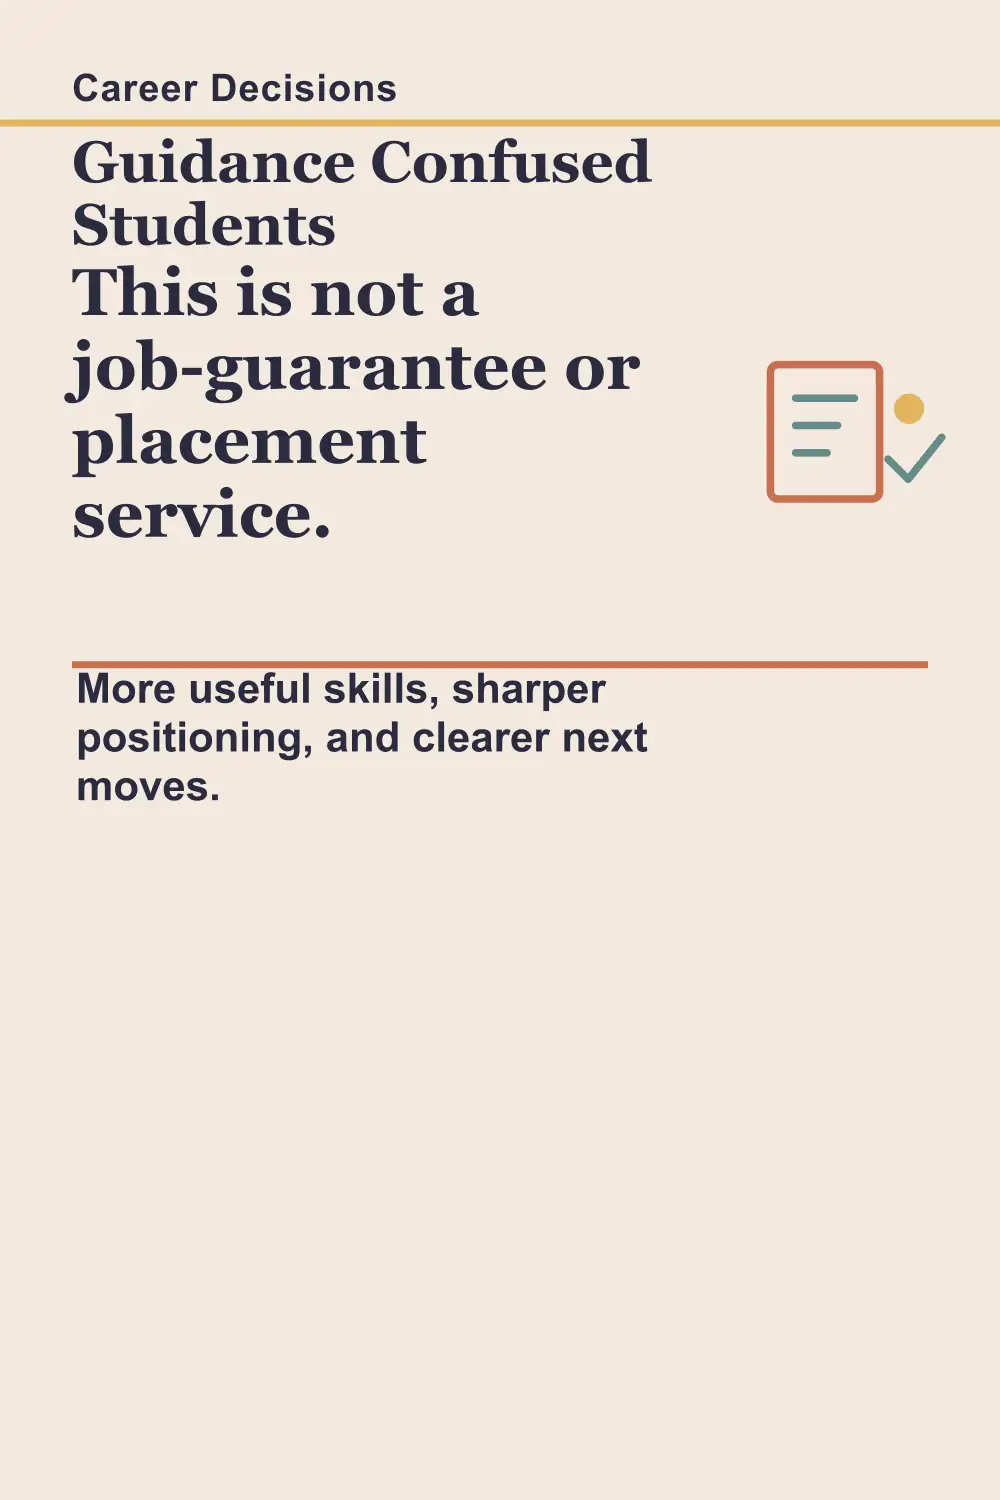 Career Decisions
Guidance Confused
Students
This is not a
job-guarantee or
placement
service.
More useful skills, sharper
positioning, and clearer next
moves.